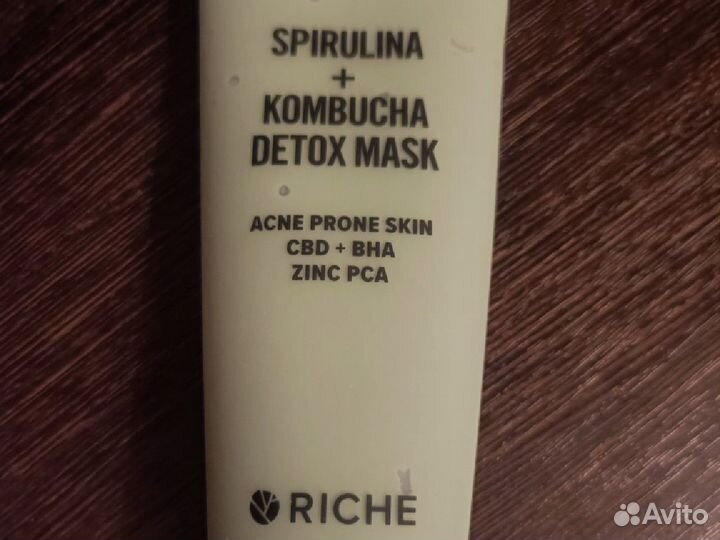 SPIRULINA
+
KOMBUCHA
DETOX MASK
ACNE PRONE SKIN
CBD + BHA
ZINC PCA
RICHE
Avito